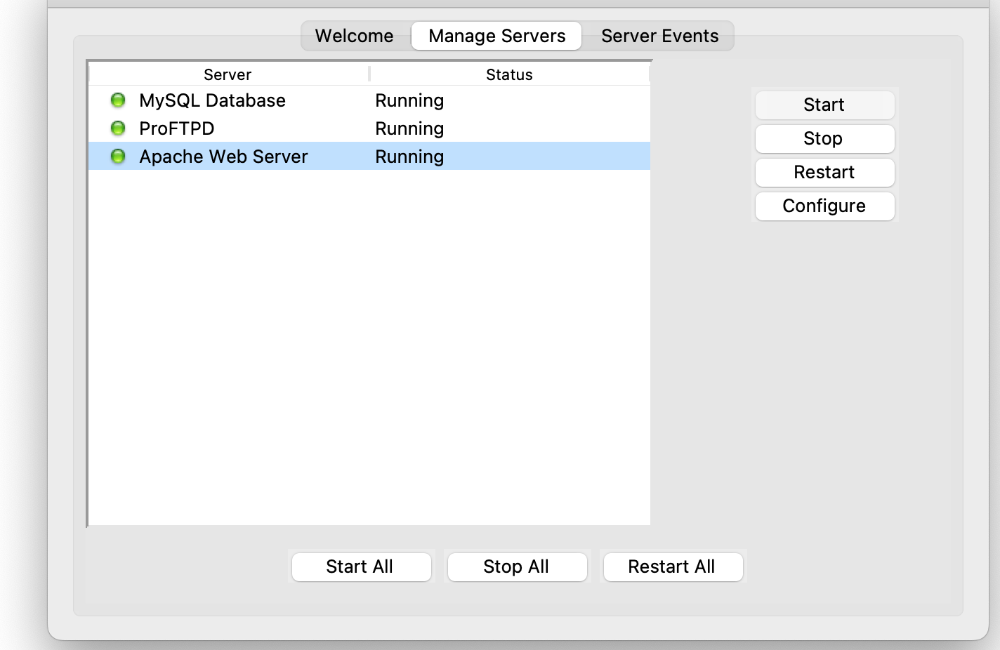 Welcome Manage Servers Server Events
Server Status
MySQL Database Running
ProFTPD Running
Apache Web Server Running
Start
Stop
Restart
Configure
Start All Stop All Restart All